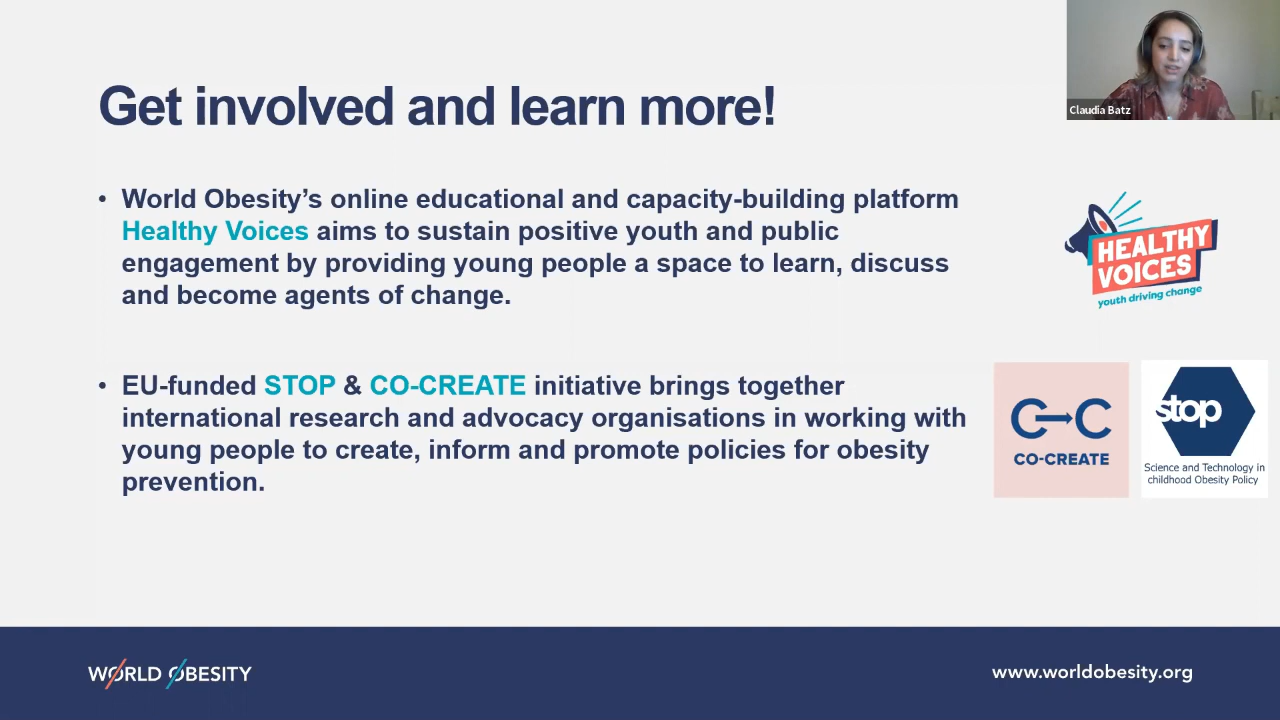 Claudia Batz
Get involved and learn more!
• World Obesity’s online educational and capacity-building platform
Healthy Voices aims to sustain positive youth and public
engagement by providing young people a space to learn, discuss
and become agents of change.
HEALTHY
VOICES
youth driving change
• EU-funded STOP & CO-CREATE initiative brings together
international research and advocacy organisations in working with
young people to create, inform and promote policies for obesity
prevention.
C C
CO-CREATE
stop
Science and Technology in
childhood Obesity Policy
WORLD OBESITY
www.worldobesity.org